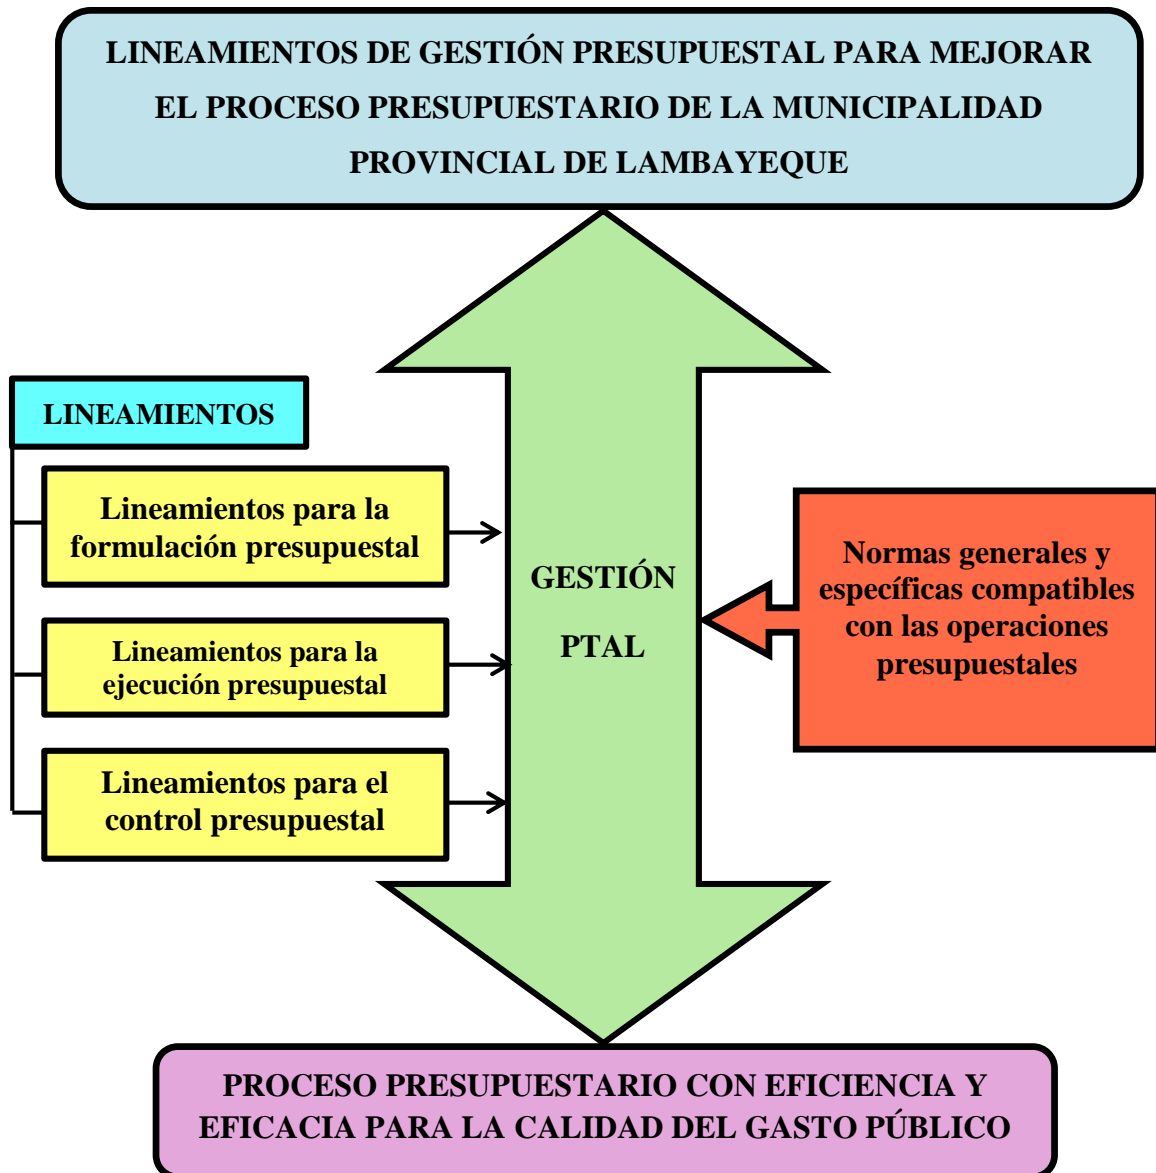 LINEAMIENTOS DE GESTIÓN PRESUPUESTAL PARA MEJORAR
EL PROCESO PRESUPUESTARIO DE LA MUNICIPALIDAD
PROVINCIAL DE LAMBAYEQUE
LINEAMIENTOS
Lineamientos para la
formulación presupuestal
Lineamientos para la
ejecución presupuestal
Lineamientos para el
control presupuestal
GESTIÓN
PTAL
Normas generales y
específicas compatibles
con las operaciones
presupuestales
PROCESO PRESUPUESTARIO CON EFICIENCIA Y
EFICACIA PARA LA CALIDAD DEL GASTO PÚBLICO